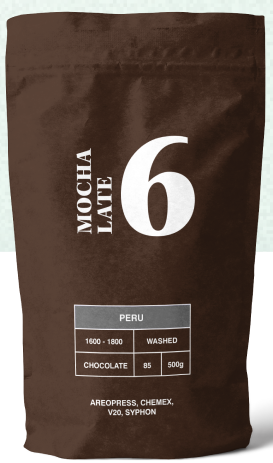 MOCHA
LATE
6
PERU
1600 - 1800 WASHED
CHOCOLATE 85 500g
AREOPRESS, CHEMEX,
V20, SYPHON